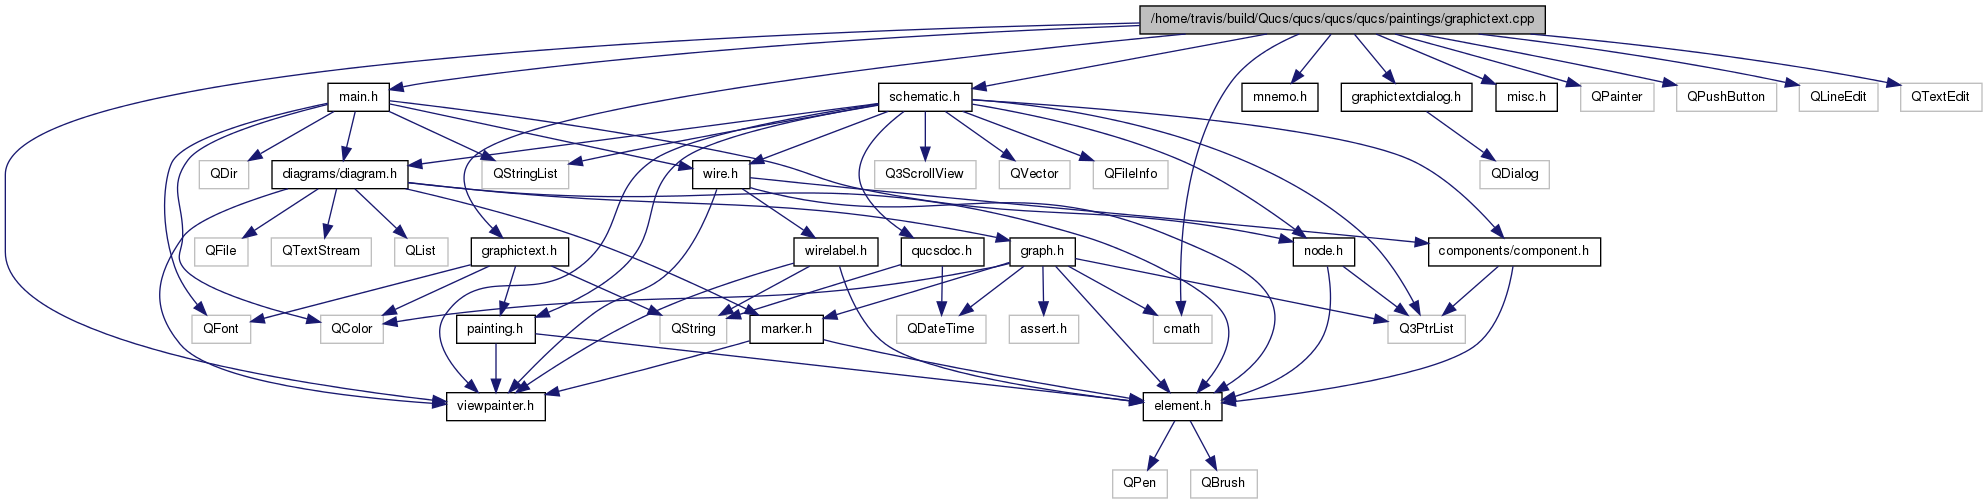 /home/travis/build/Qucs/qucs/qucs/qucs/paintings/graphictext.cpp
main.h
schematic.h
mnemo.h
graphictextdialog.h
misc.h
QPainter
QPushButton
QLineEdit
QTextEdit
QDir
diagrams/diagram.h
QStringList
wire.h
Q3ScrollView
QVector
QFileInfo
QDialog
QFile
QTextStream
QList
graphictext.h
wirelabel.h
qucsdoc.h
graph.h
node.h
components/component.h
QFont
QColor
painting.h
QString
marker.h
QDateTime
assert.h
cmath
Q3PtrList
viewpainter.h
element.h
QPen
QBrush